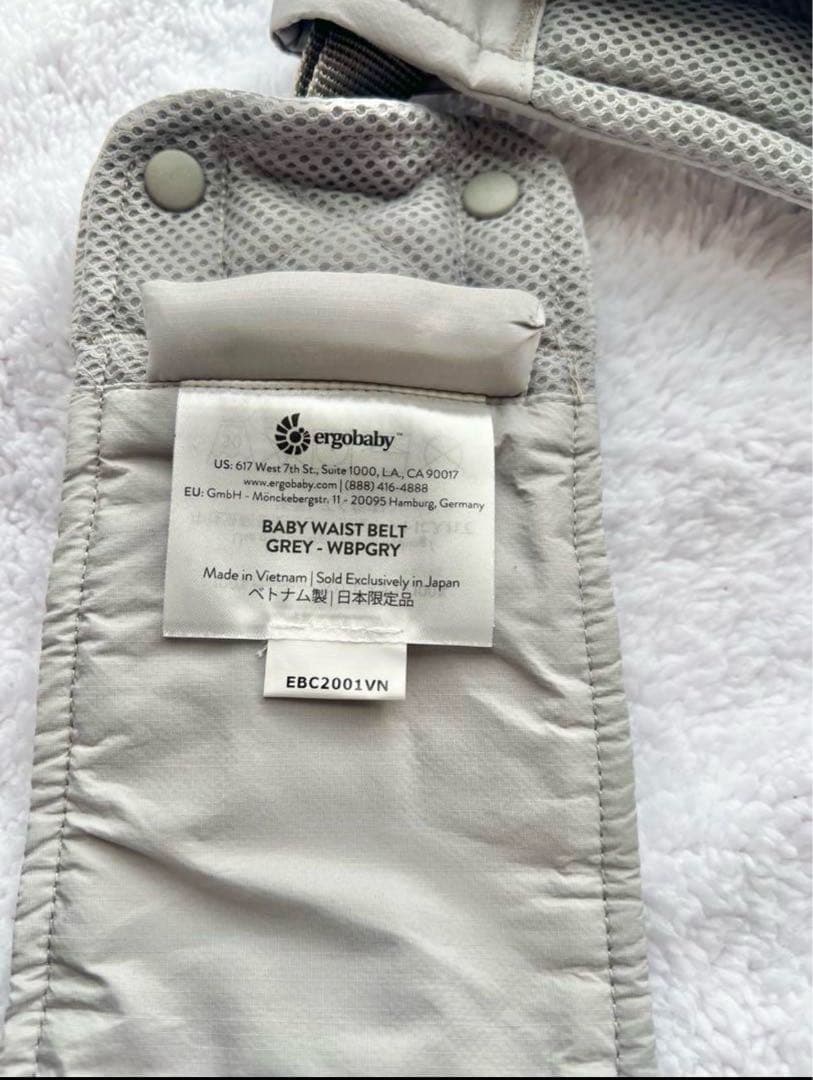 ergobaby™
US: 617 West 7th St., Suite 1000, L.A., CA 90017
www.ergobaby.com | (888) 416-4888
EU: GmbH - Mönckebergstr. 11 - 20095 Hamburg, Germany
BABY WAIST BELT
GREY - WBPGRY
Made in Vietnam | Sold Exclusively in Japan
ベトナム製 | 日本限定品
EBC2001VN